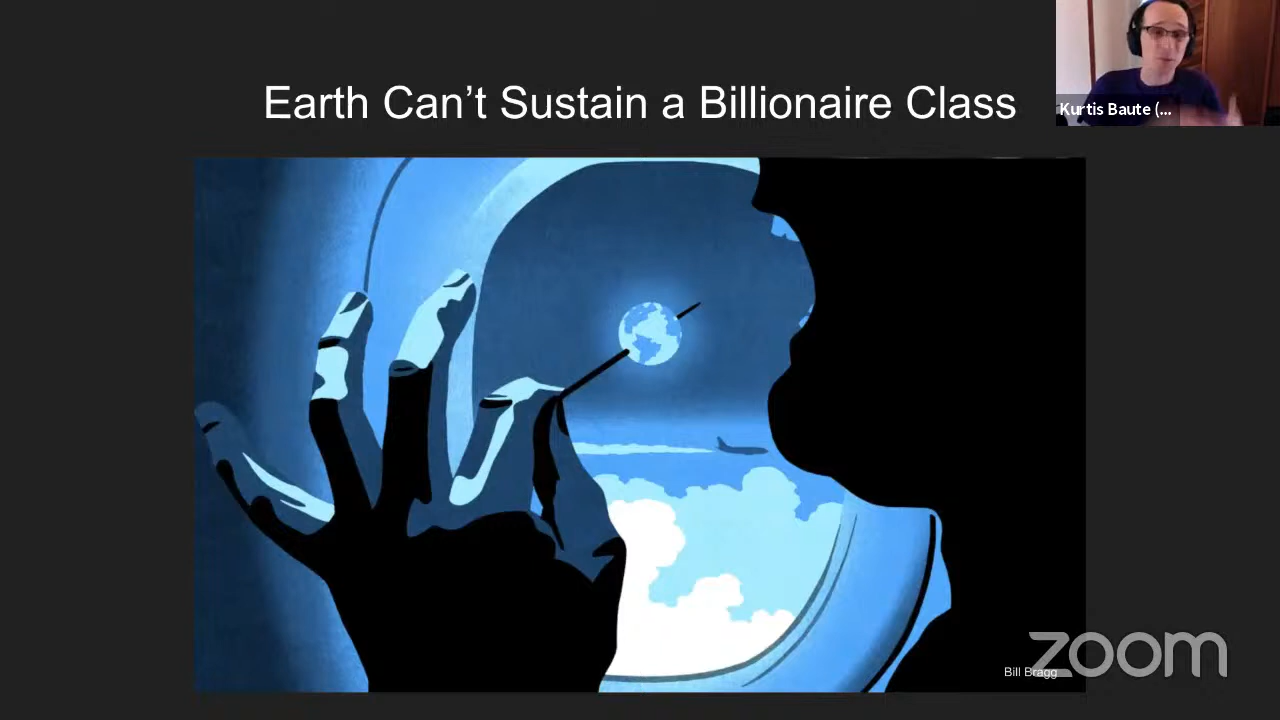 Earth Can’t Sustain a Billionaire Class
Kurtis Baute (...
Bill Bragg
zoom